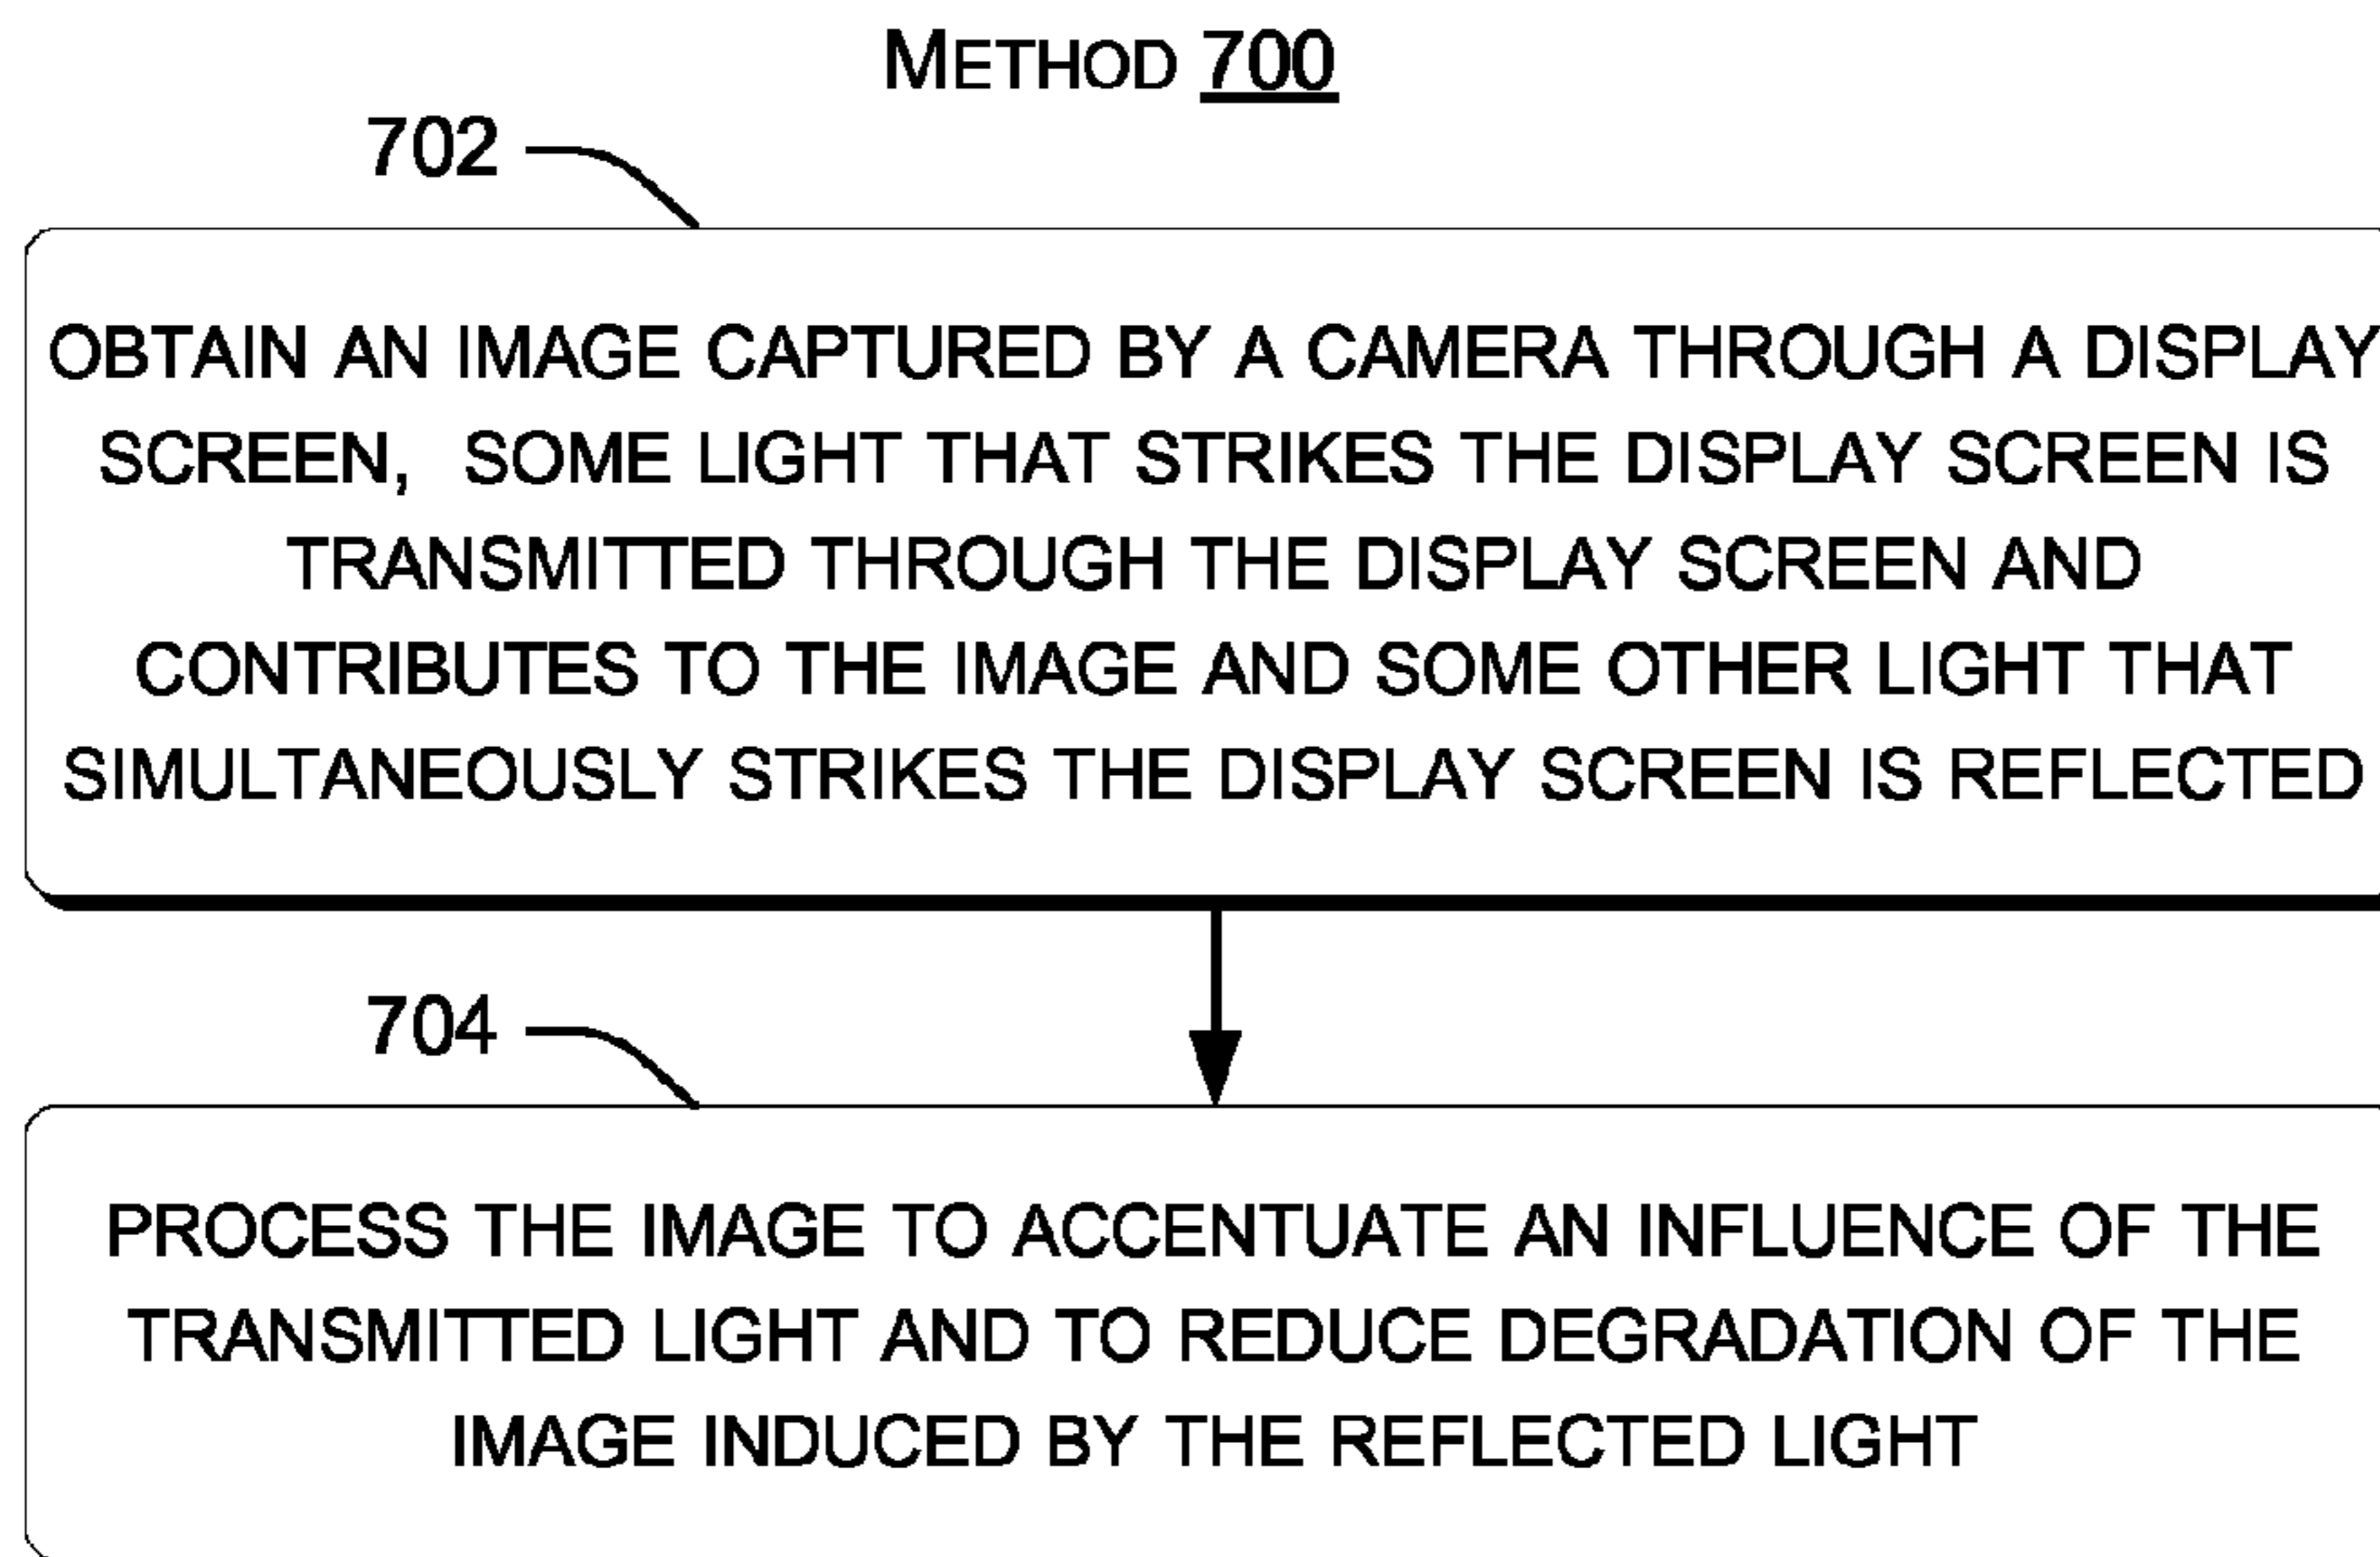 METHOD 700
702
OBTAIN AN IMAGE CAPTURED BY A CAMERA THROUGH A DISPLAY
SCREEN, SOME LIGHT THAT STRIKES THE DISPLAY SCREEN IS
TRANSMITTED THROUGH THE DISPLAY SCREEN AND
CONTRIBUTES TO THE IMAGE AND SOME OTHER LIGHT THAT
SIMULTANEOUSLY STRIKES THE DISPLAY SCREEN IS REFLECTED
704
PROCESS THE IMAGE TO ACCENTUATE AN INFLUENCE OF THE
TRANSMITTED LIGHT AND TO REDUCE DEGRADATION OF THE
IMAGE INDUCED BY THE REFLECTED LIGHT